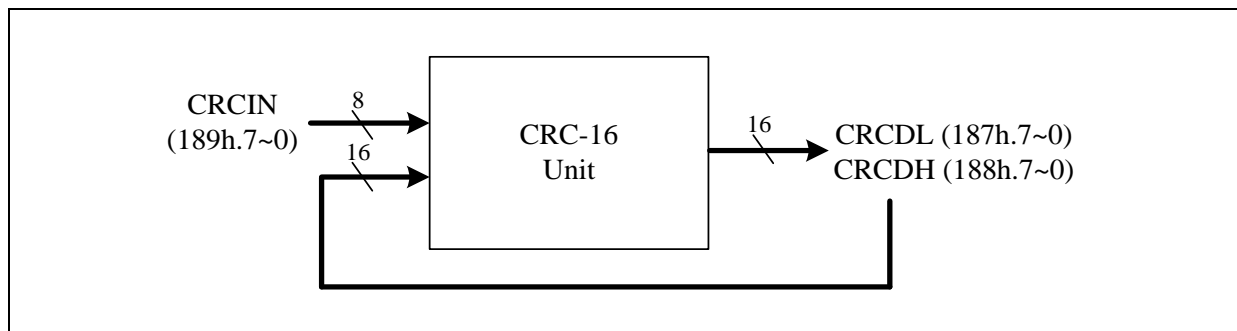 CRCIN
(189h.7~0)
8
16
CRC-16
Unit
16
CRCDL (187h.7~0)
CRCDH (188h.7~0)